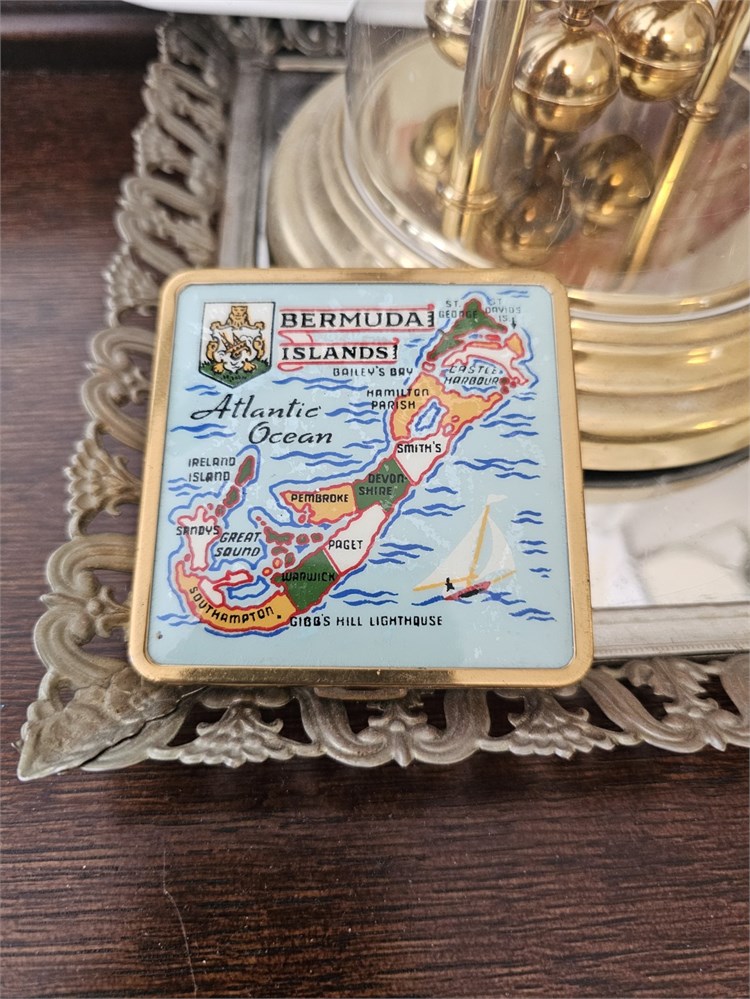 BERMUDA
ISLANDS
ST.
GEORGE
ST
DAVIDS
IS.
BAILEY'S BAY
CASTLE
HARBOUR
HAMILTON
PARISH
Atlantic
Ocean
SMITH'S
IRELAND
ISLAND
DEVON-
SHIRE
PEMBROKE
SANDYS
GREAT
SOUND
PAGET
WARWICK
SOUTHAMPTON
GIBB'S HILL LIGHTHOUSE